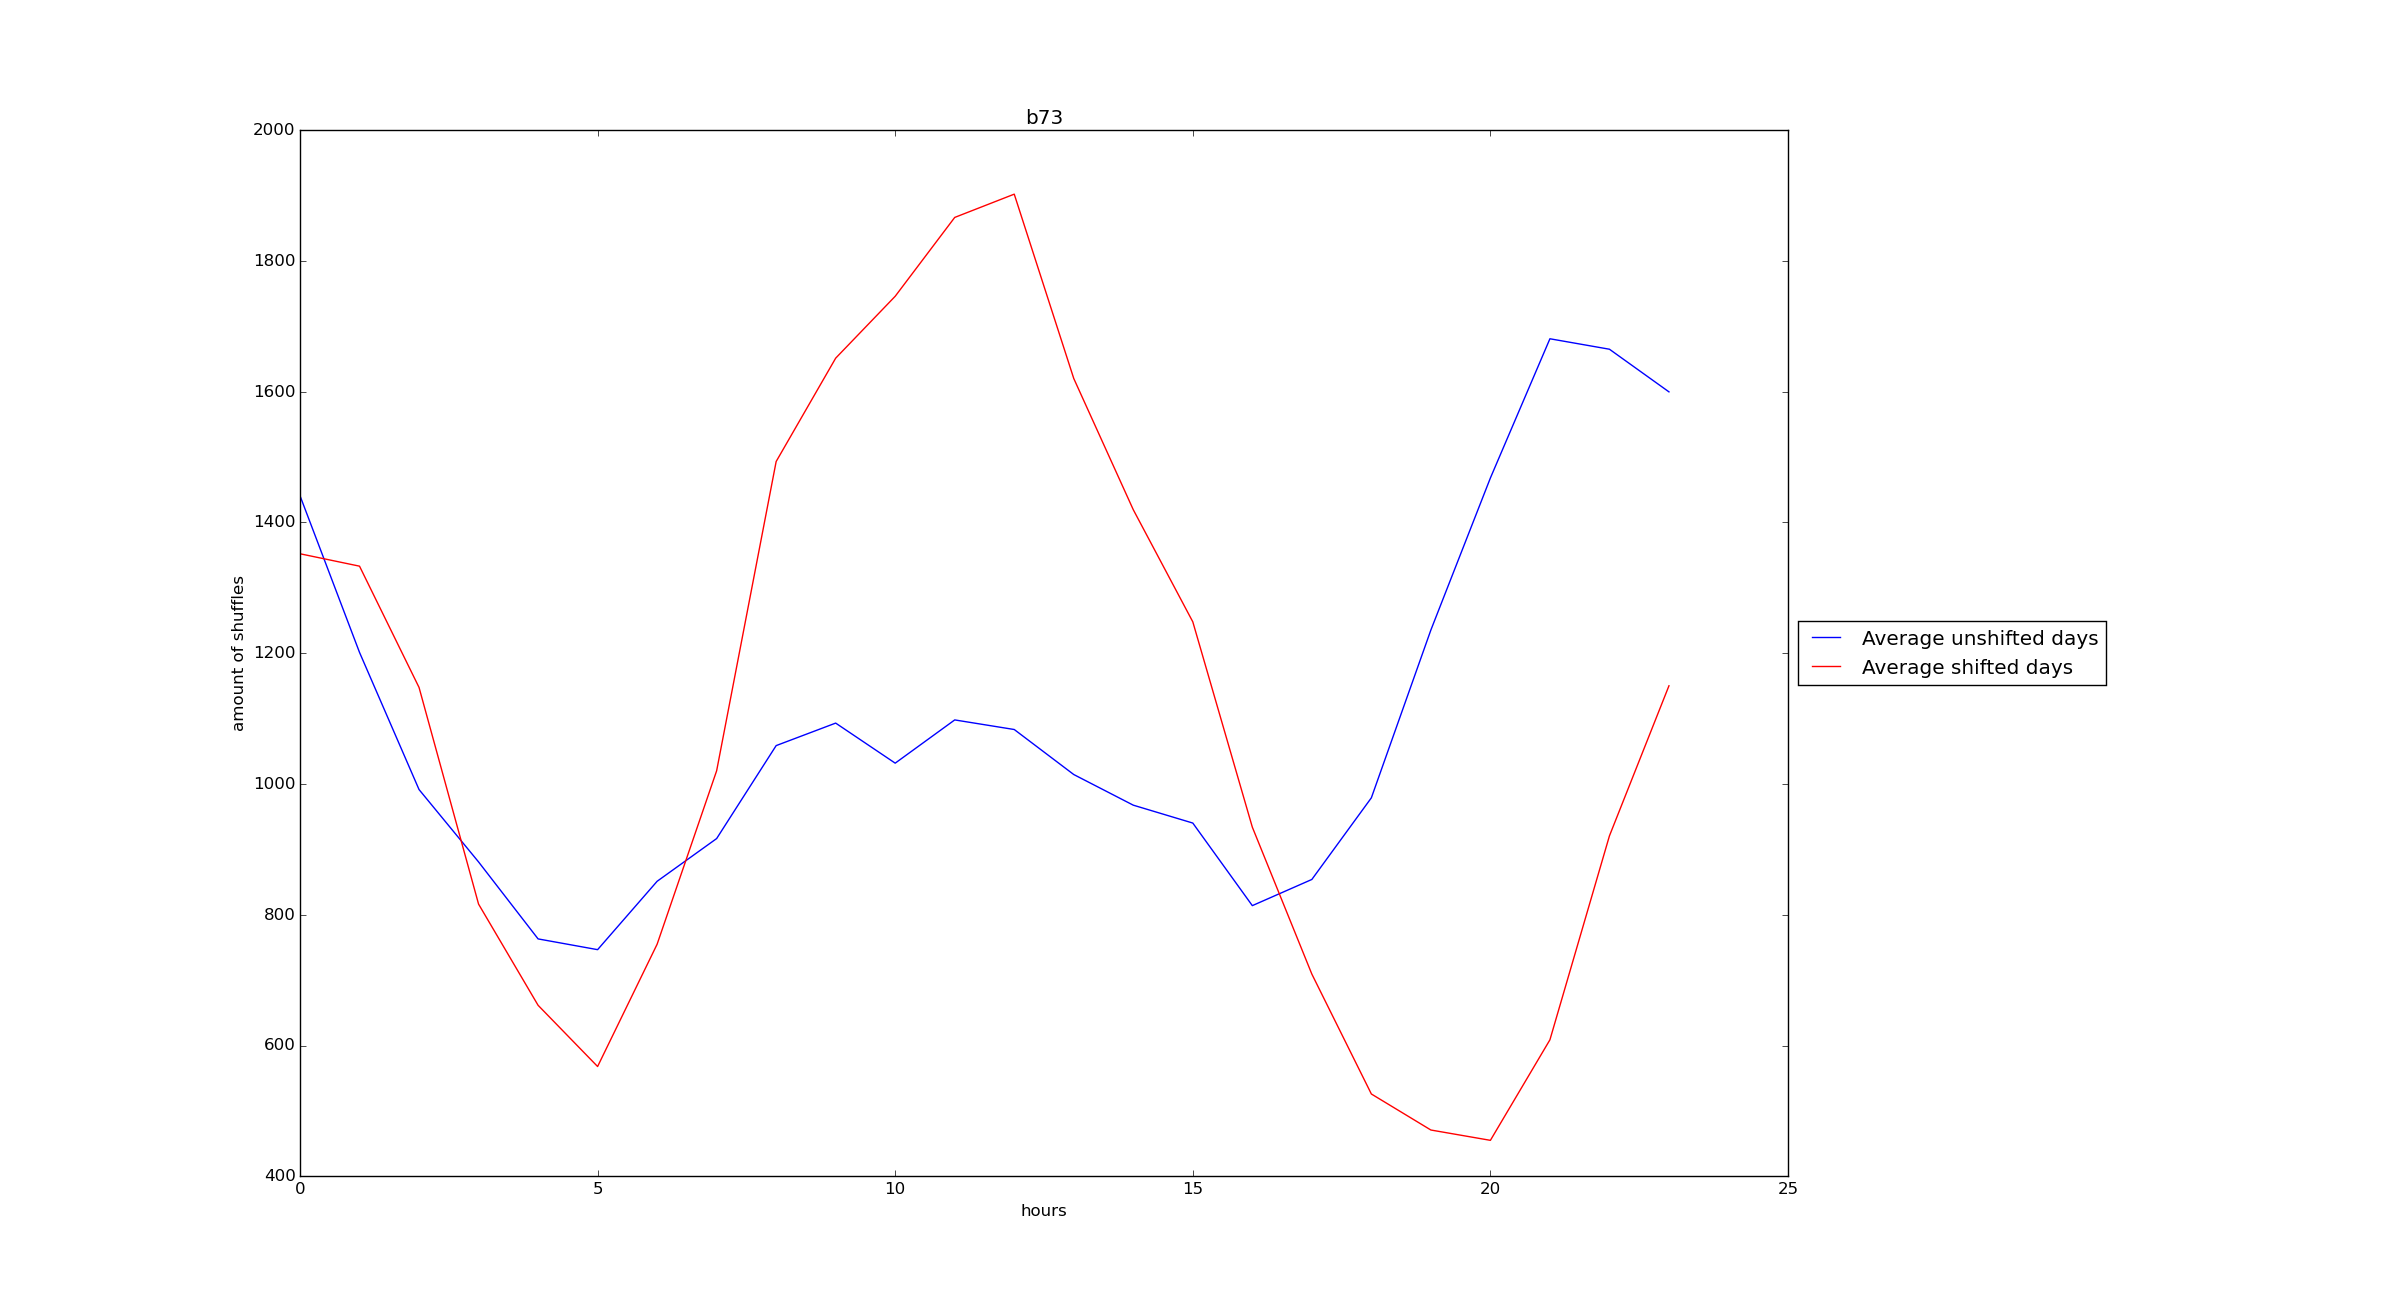 b73
2000
1800
1600
1400
1200
1000
800
600
400
amount of shuffles
0 5 10 15 20 25
hours
Average unshifted days
Average shifted days